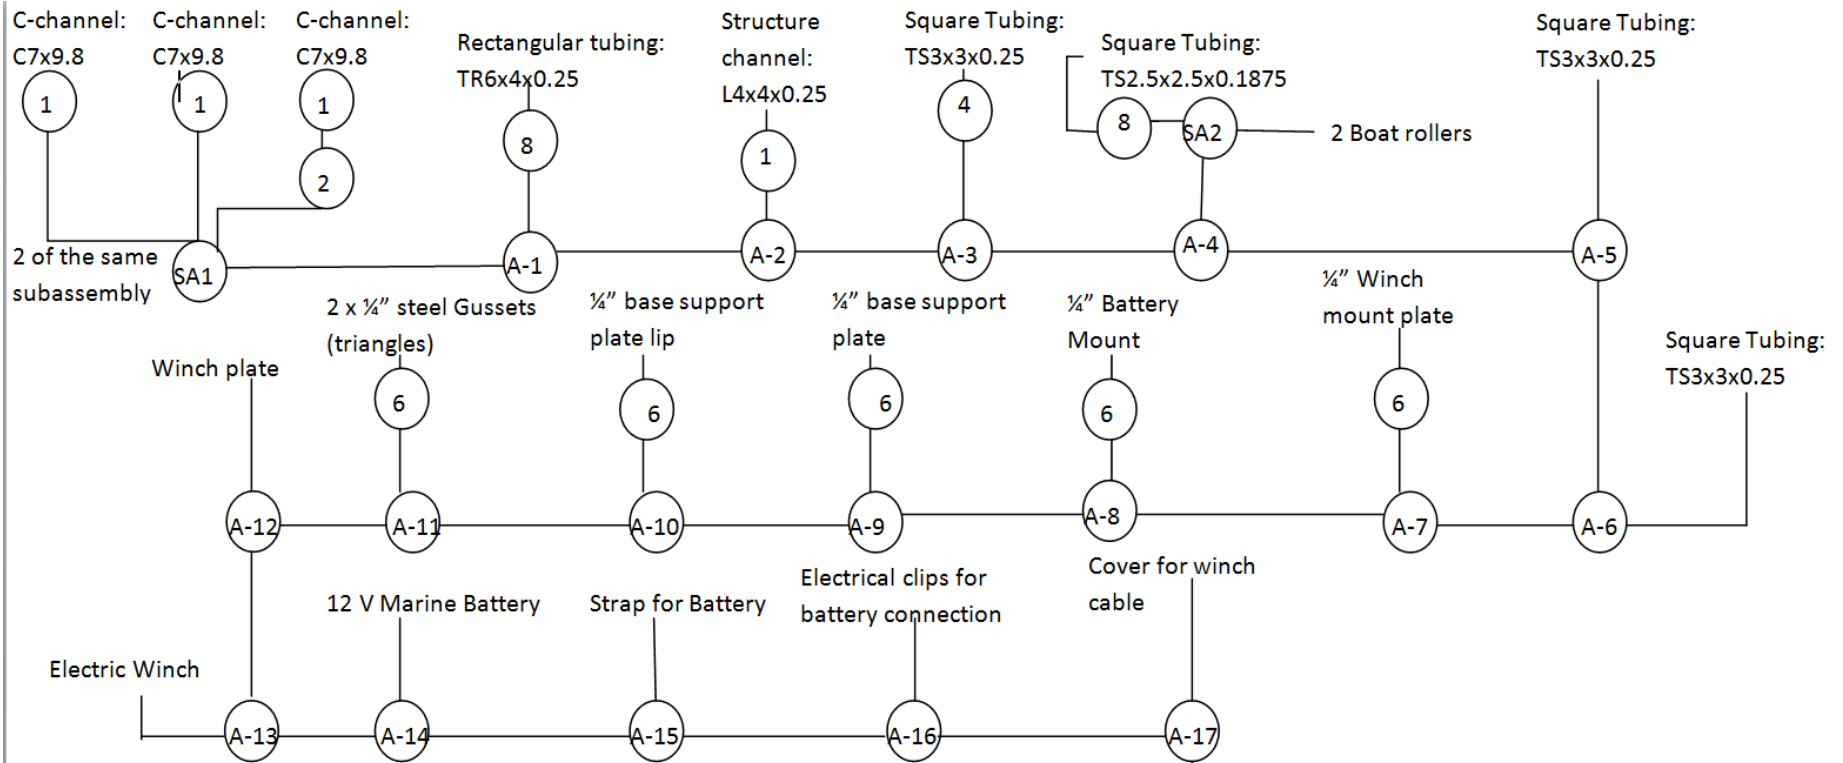 C-channel:
C7x9.8
C-channel:
C7x9.8
C-channel:
C7x9.8
Rectangular tubing:
TR6x4x0.25
Structure
channel:
L4x4x0.25
Square Tubing:
TS3x3x0.25
Square Tubing:
TS2.5x2.5x0.1875
Square Tubing:
TS3x3x0.25
1
1
1
2
8
1
4
8
SA2
2 Boat rollers
2 of the same
subassembly
SA1
A-1
A-2
A-3
A-4
A-5
2 x ¼” steel Gussets
(triangles)
¼” base support
plate lip
¼” base support
plate
¼” Battery
Mount
¼” Winch
mount plate
Square Tubing:
TS3x3x0.25
Winch plate
6
6
6
6
6
A-12
A-11
A-10
A-9
A-8
A-7
A-6
12 V Marine Battery
Strap for Battery
Electrical clips for
battery connection
Cover for winch
cable
Electric Winch
A-13
A-14
A-15
A-16
A-17